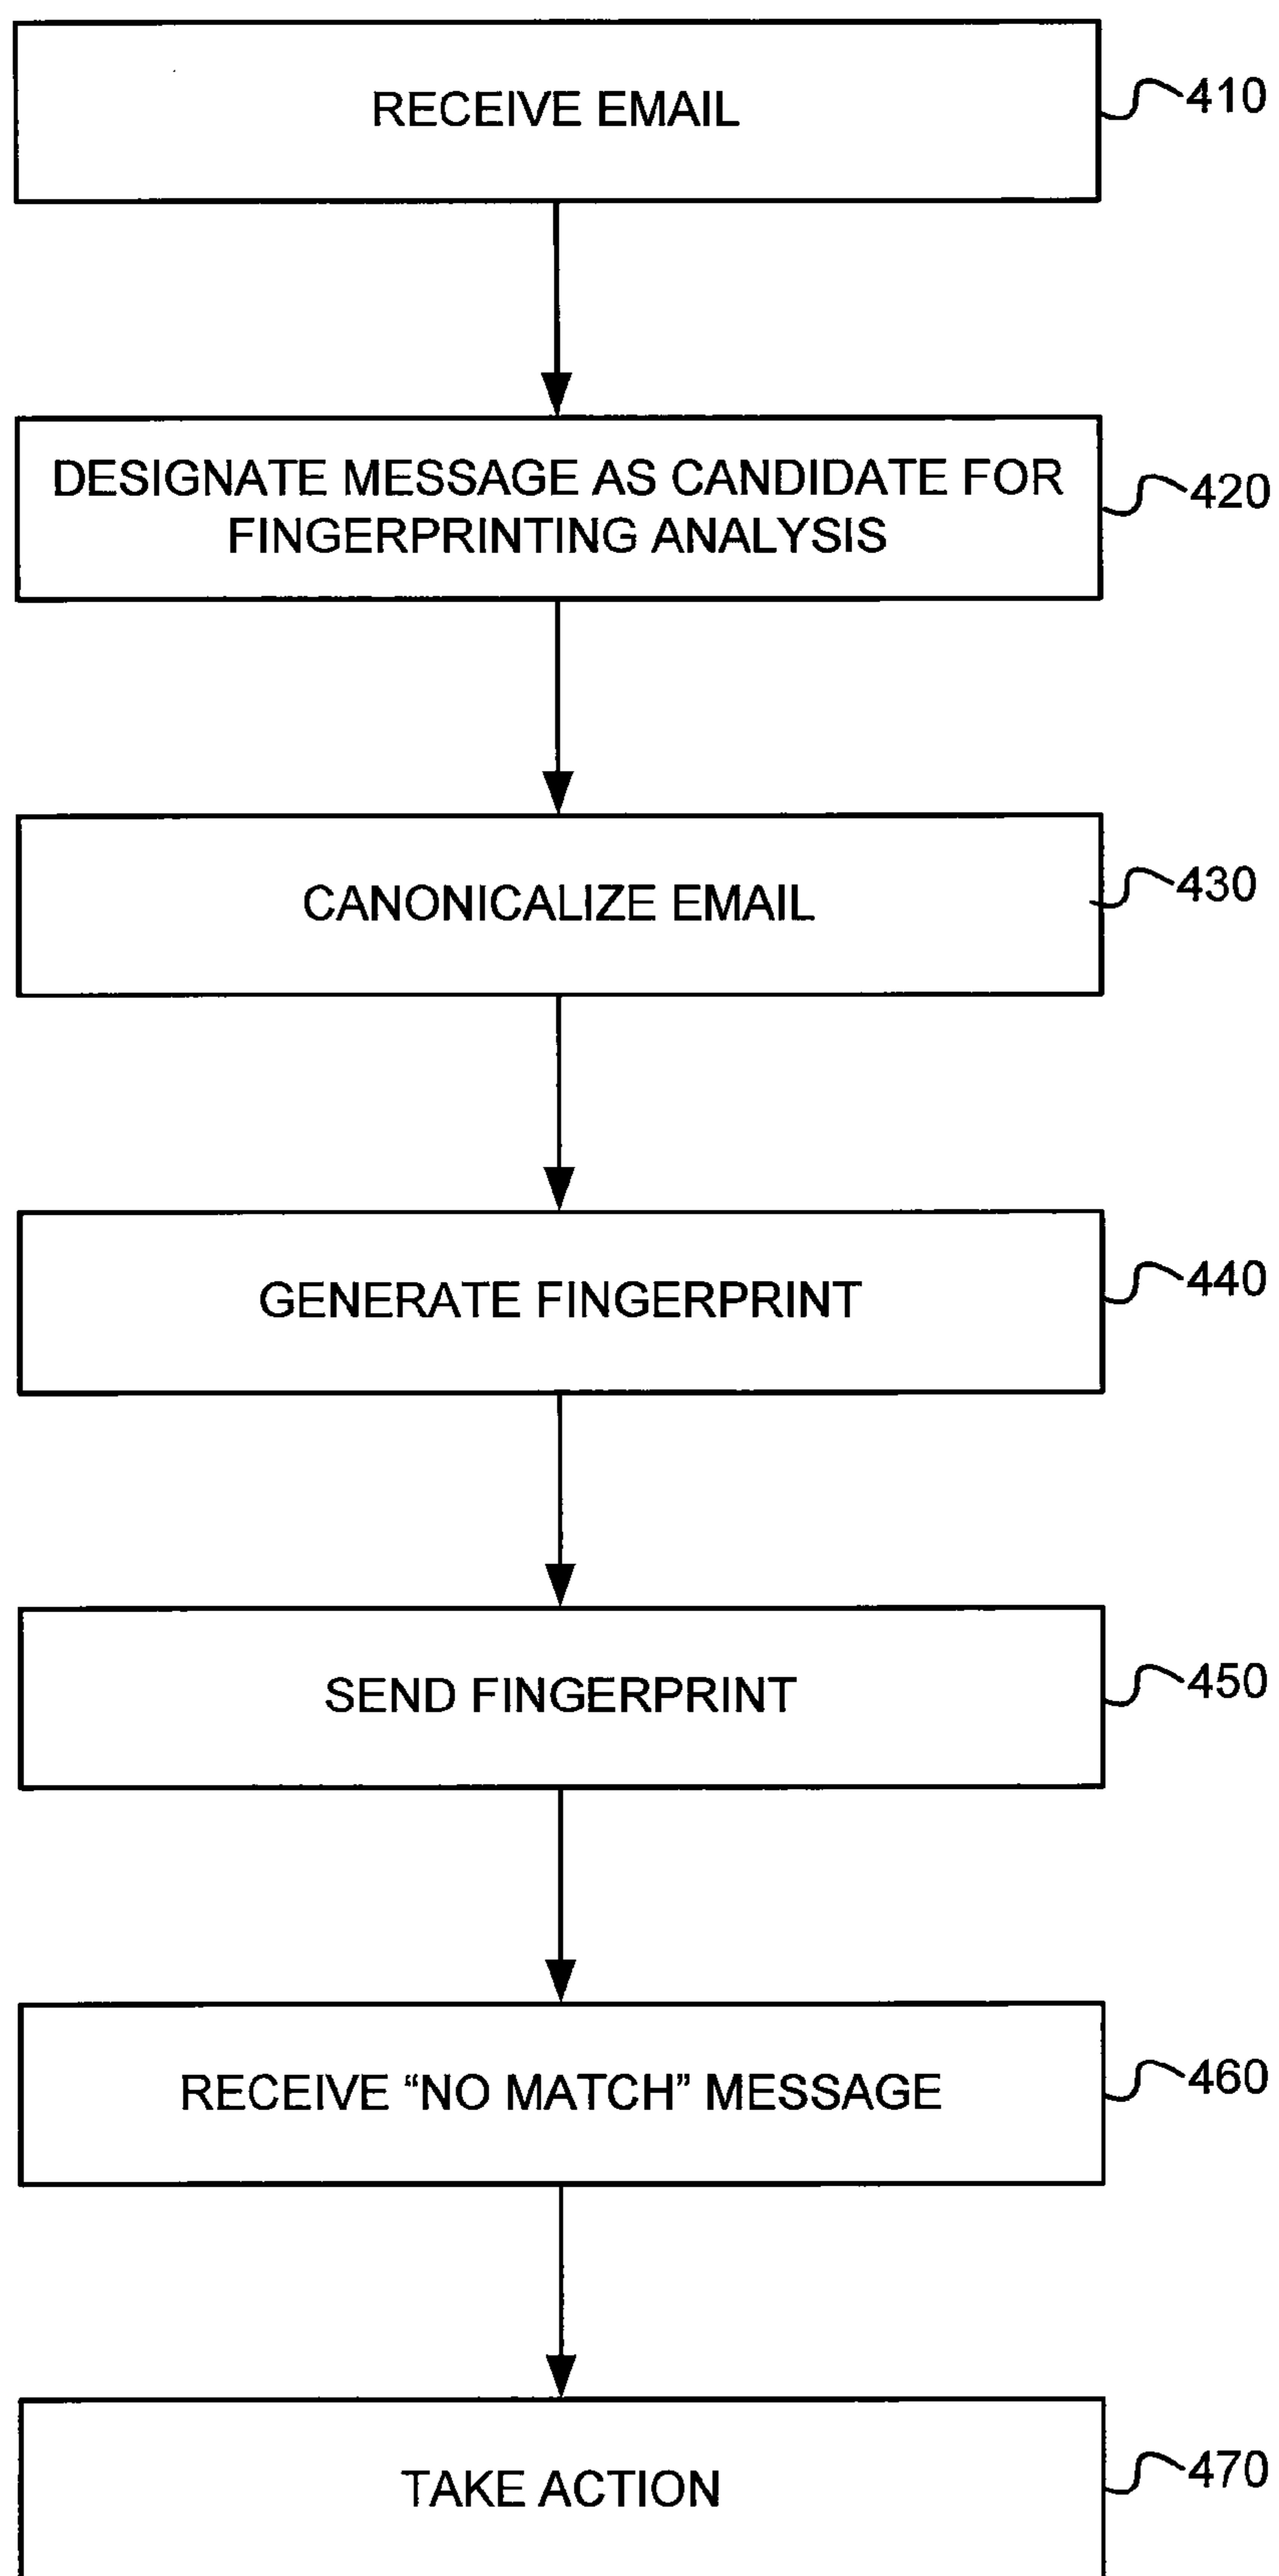 RECEIVE EMAIL
410
DESIGNATE MESSAGE AS CANDIDATE FOR
FINGERPRINTING ANALYSIS
420
CANONICALIZE EMAIL
430
GENERATE FINGERPRINT
440
SEND FINGERPRINT
450
RECEIVE “NO MATCH” MESSAGE
460
TAKE ACTION
470